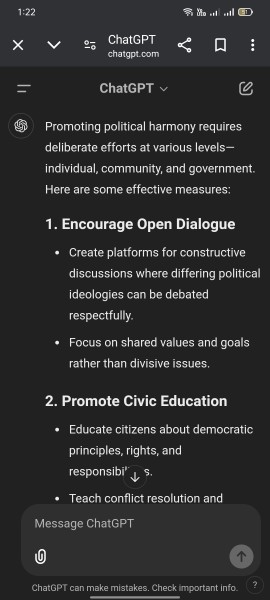 1:22
ChatGPT
chatgpt.com
ChatGPT
Promoting political harmony requires
deliberate efforts at various levels—
individual, community, and government.
Here are some effective measures:
1. Encourage Open Dialogue
• Create platforms for constructive
discussions where differing political
ideologies can be debated
respectfully.
• Focus on shared values and goals
rather than divisive issues.
2. Promote Civic Education
• Educate citizens about democratic
principles, rights, and
• Teach conflict resolution and
Message ChatGPT
ChatGPT can make mistakes. Check important info.
?